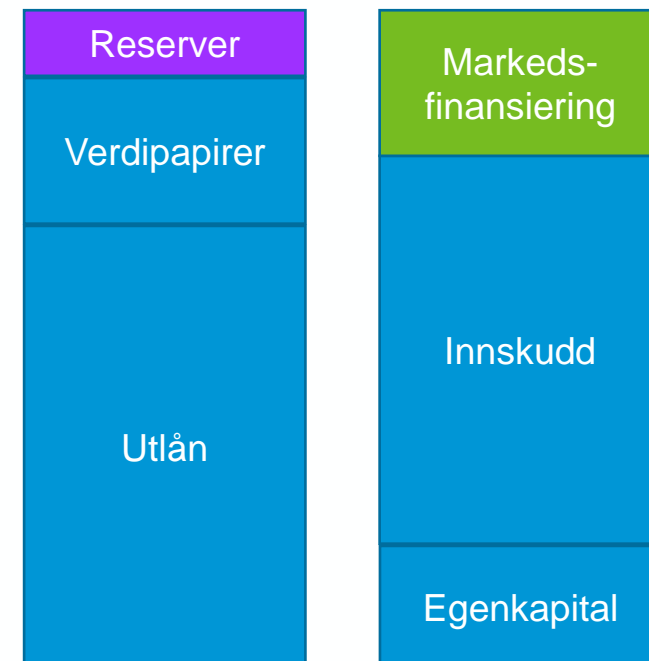 Reserver
Verdipapirer
Utlån
Markeds-
finansiering
Innskudd
Egenkapital